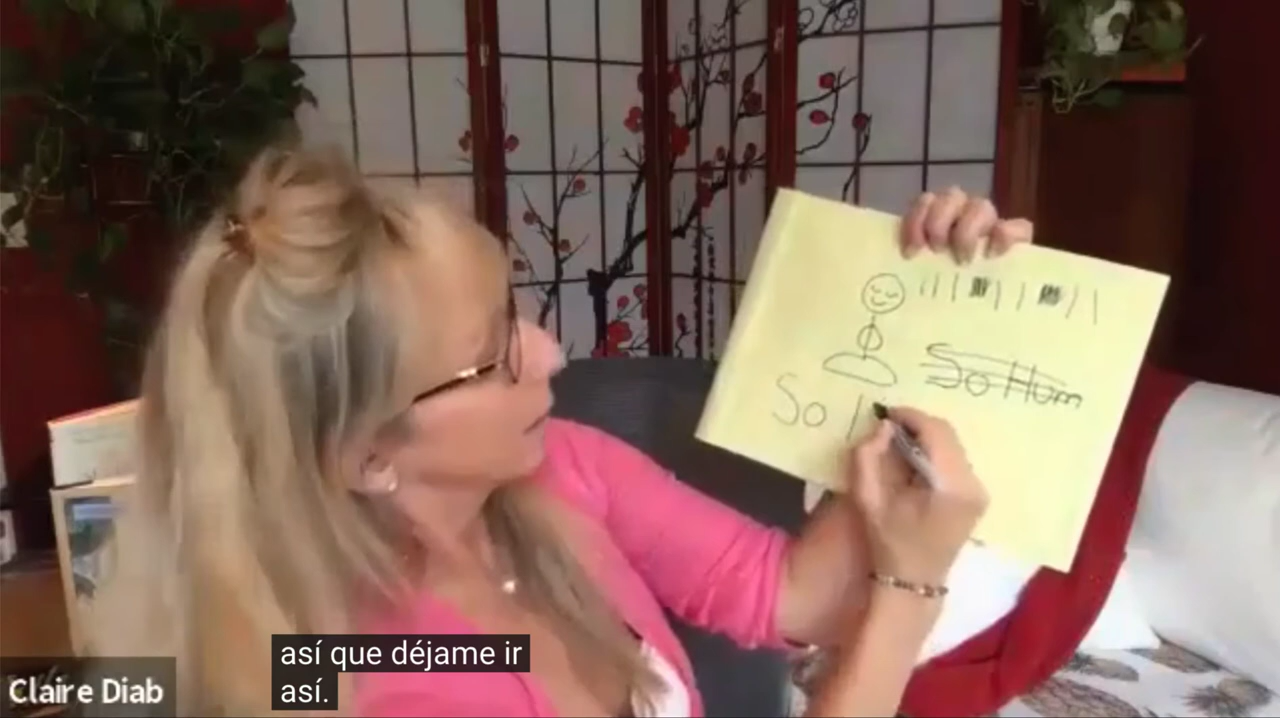 So Hum
So H
así que déjame ir
así.
Claire Diab